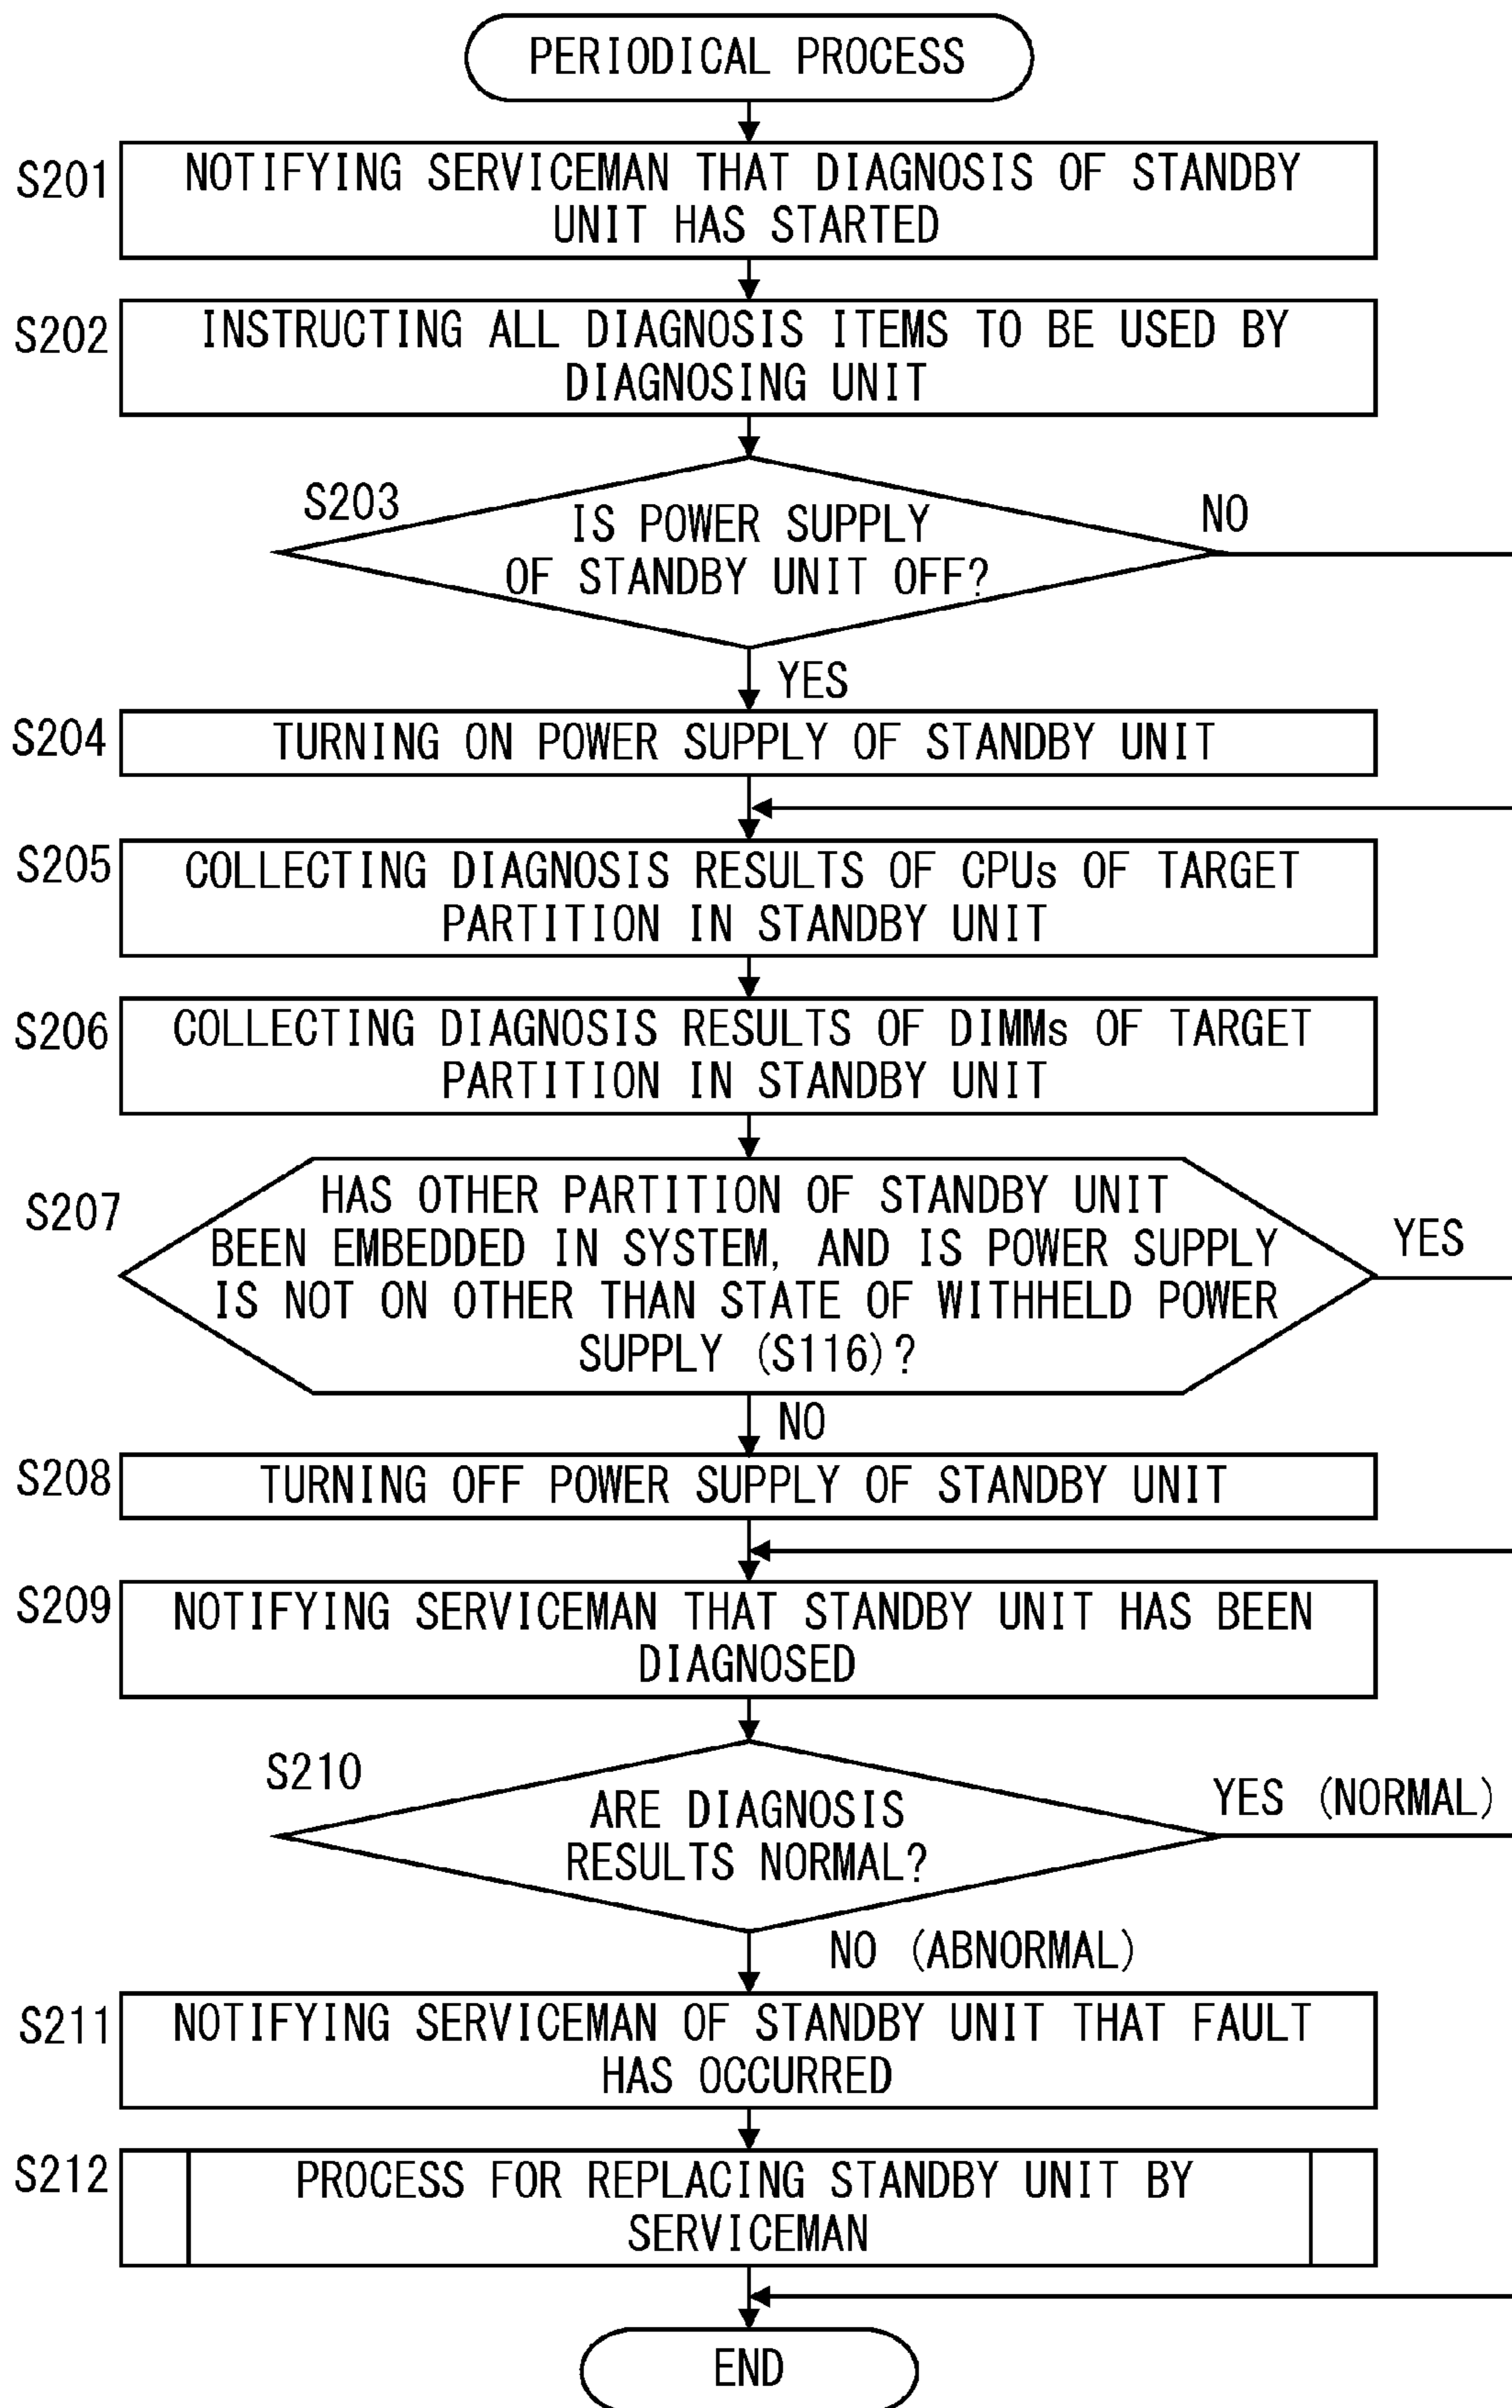 PERIODICAL PROCESS
S201
NOTIFYING SERVICEMAN THAT DIAGNOSIS OF STANDBY
UNIT HAS STARTED
S202
INSTRUCTING ALL DIAGNOSIS ITEMS TO BE USED BY
DIAGNOSING UNIT
S203
IS POWER SUPPLY
OF STANDBY UNIT OFF?
NO
YES
S204
TURNING ON POWER SUPPLY OF STANDBY UNIT
S205
COLLECTING DIAGNOSIS RESULTS OF CPUs OF TARGET
PARTITION IN STANDBY UNIT
S206
COLLECTING DIAGNOSIS RESULTS OF DIMMs OF TARGET
PARTITION IN STANDBY UNIT
S207
HAS OTHER PARTITION OF STANDBY UNIT
BEEN EMBEDDED IN SYSTEM, AND IS POWER SUPPLY
IS NOT ON OTHER THAN STATE OF WITHHELD POWER
SUPPLY (S116)?
YES
NO
S208
TURNING OFF POWER SUPPLY OF STANDBY UNIT
S209
NOTIFYING SERVICEMAN THAT STANDBY UNIT HAS BEEN
DIAGNOSED
S210
ARE DIAGNOSIS
RESULTS NORMAL?
YES (NORMAL)
NO (ABNORMAL)
S211
NOTIFYING SERVICEMAN OF STANDBY UNIT THAT FAULT
HAS OCCURRED
S212
PROCESS FOR REPLACING STANDBY UNIT BY
SERVICEMAN
END